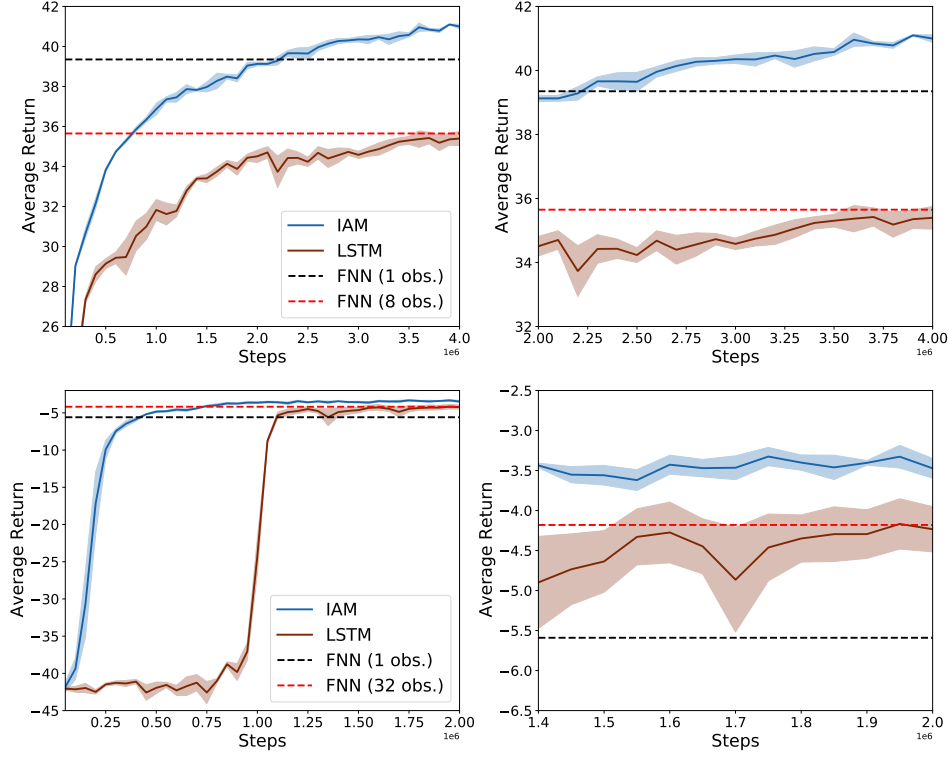 42
40
38
36
34
32
30
28
26
Average Return
0.5 1.0 1.5 2.0 2.5 3.0 3.5 4.0
1e6
Steps
IAM
LSTM
FNN (1 obs.)
FNN (8 obs.)
42
40
38
36
34
32
Average Return
2.00 2.25 2.50 2.75 3.00 3.25 3.50 3.75 4.00
1e6
Steps
−5
−10
−15
−20
−25
−30
−35
−40
−45
Average Return
0.25 0.50 0.75 1.00 1.25 1.50 1.75 2.00
1e6
Steps
IAM
LSTM
FNN (1 obs.)
FNN (32 obs.)
−2.5
−3.0
−3.5
−4.0
−4.5
−5.0
−5.5
−6.0
−6.5
Average Return
1.4 1.5 1.6 1.7 1.8 1.9 2.0
1e6
Steps